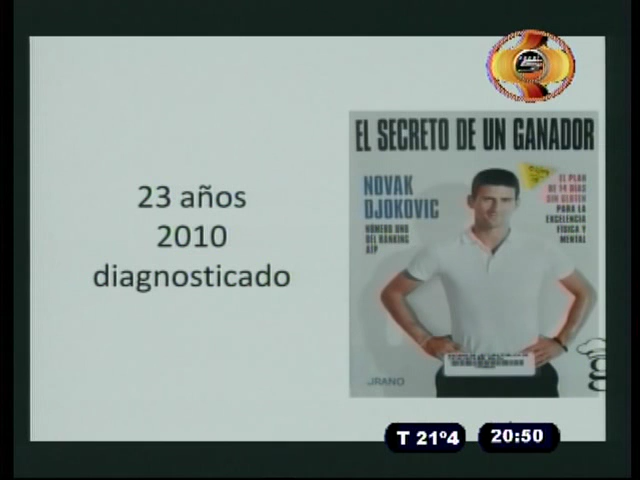 23 años
2010
diagnosticado
EL SECRETO DE UN GANADOR
NOVAK
DJOKOVIC
NÚMERO UNO
DEL RANKING
ATP
EL PLAN
DE 14 DÍAS
SIN GLUTEN
PARA LA
EXCELENCIA
FÍSICA Y
MENTAL
URANO
T 21º4
20:50